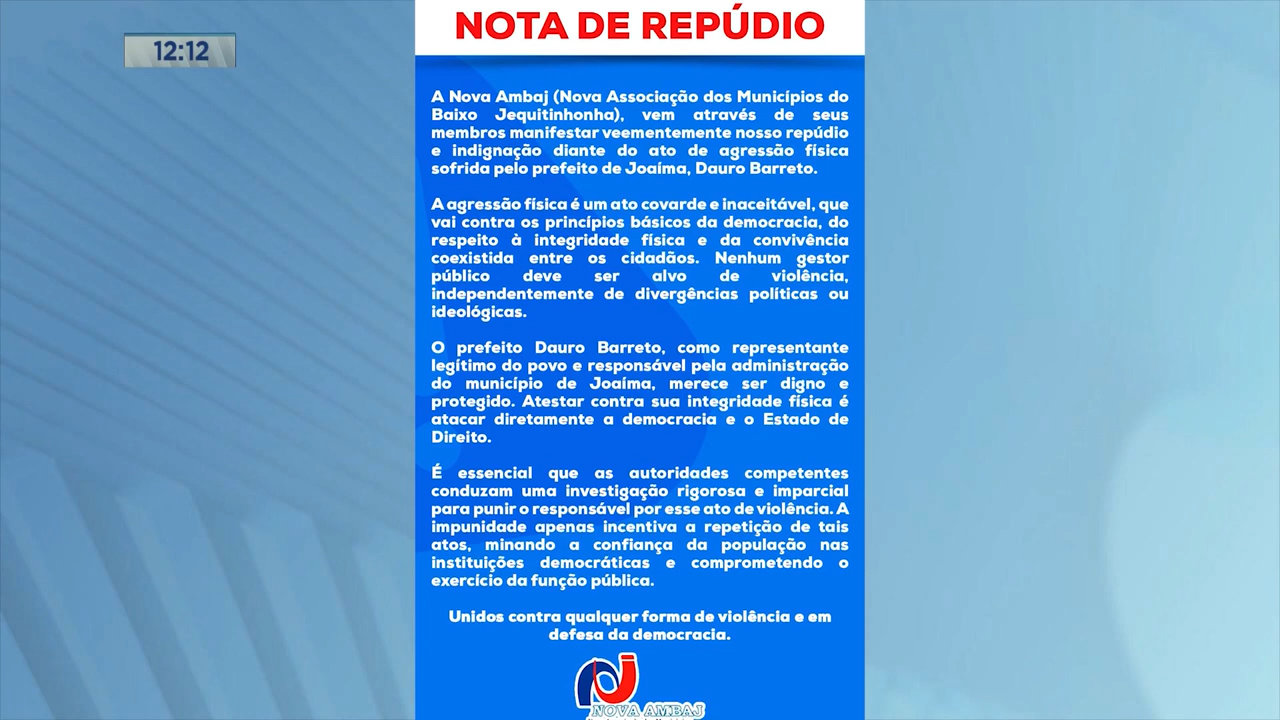 NOTA DE REPÚDIO
12:12
A Nova Ambaj (Nova Associação dos Municípios do
Baixo Jequitinhonha), vem através de seus
membros manifestar veementemente nosso repúdio
e indignação diante do ato de agressão física
sofrida pelo prefeito de Joaíma, Dauro Barreto.
A agressão física é um ato covarde e inaceitável, que
vai contra os princípios básicos da democracia, do
respeito à integridade física e da convivência
coexistida entre os cidadãos. Nenhum gestor
público deve ser alvo de violência,
independentemente de divergências políticas ou
ideológicas.
O prefeito Dauro Barreto, como representante
legítimo do povo e responsável pela administração
do município de Joaíma, merece ser digno e
protegido. Atestar contra sua integridade física é
atacar diretamente a democracia e o Estado de
Direito.
É essencial que as autoridades competentes
conduzam uma investigação rigorosa e imparcial
para punir o responsável por esse ato de violência. A
impunidade apenas incentiva a repetição de tais
atos, minando a confiança da população nas
instituições democráticas e comprometendo o
exercício da função pública.
Unidos contra qualquer forma de violência e em
defesa da democracia.
NOVA AMBAJ